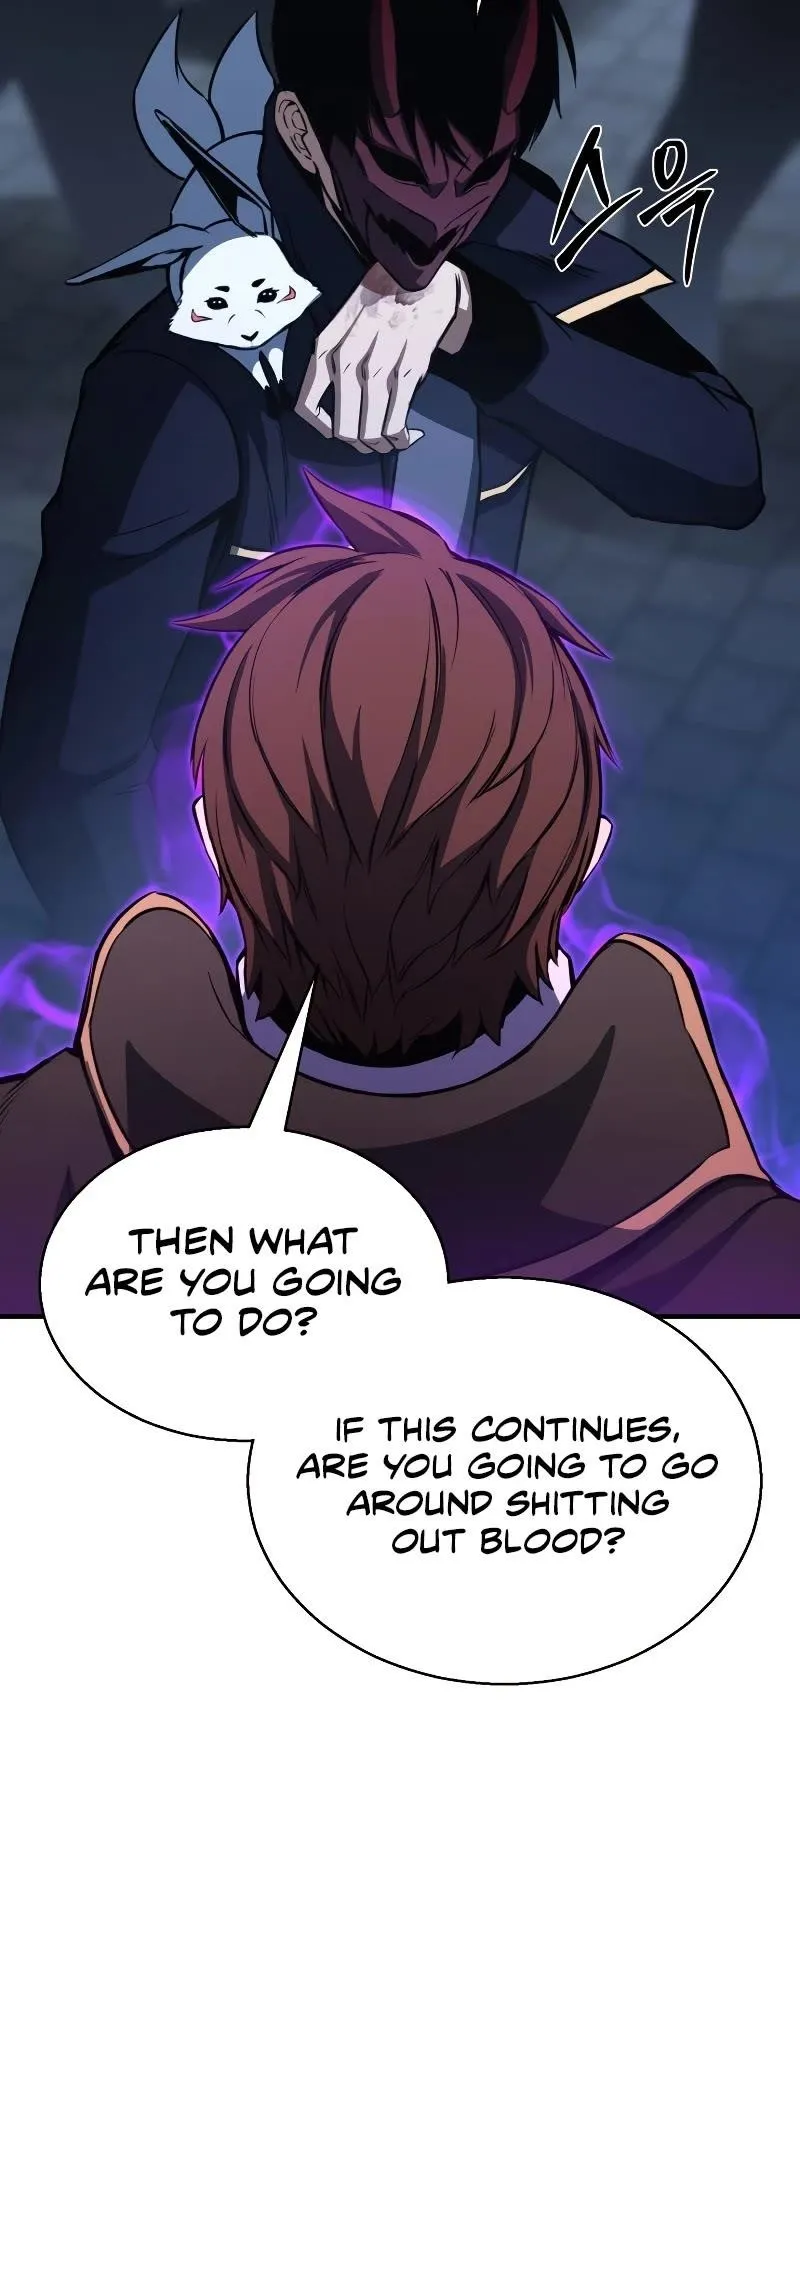 스윽
THEN WHAT
ARE YOU GOING
TO DO?
IF THIS CONTINUES,
ARE YOU GOING TO GO
AROUND SHITTING
OUT BLOOD?